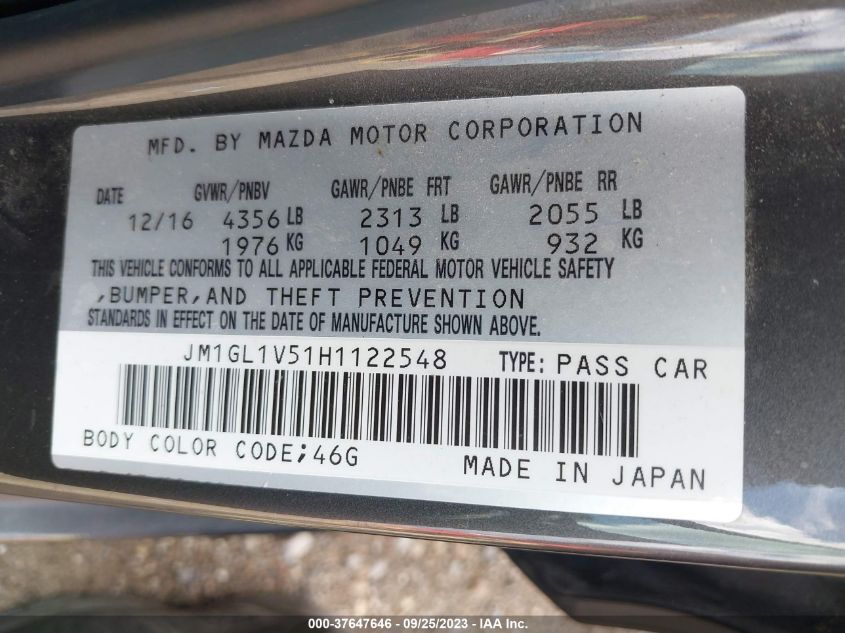 MFD. BY MAZDA MOTOR CORPORATION
DATE GVWR/PNBV GAWR/PNBE FRT GAWR/PNBE RR
12/16 4356 LB 2313 LB 2055 LB
1976 KG 1049 KG 932 KG
THIS VEHICLE CONFORMS TO ALL APPLICABLE FEDERAL MOTOR VEHICLE SAFETY
,BUMPER,AND THEFT PREVENTION
STANDARDS IN EFFECT ON THE DATE OF MANUFACTURE SHOWN ABOVE.
JM1GL1V51H1122548 TYPE: PASS CAR
BODY COLOR CODE;46G MADE IN JAPAN
000-37647646 - 09/25/2023 - IAA Inc.